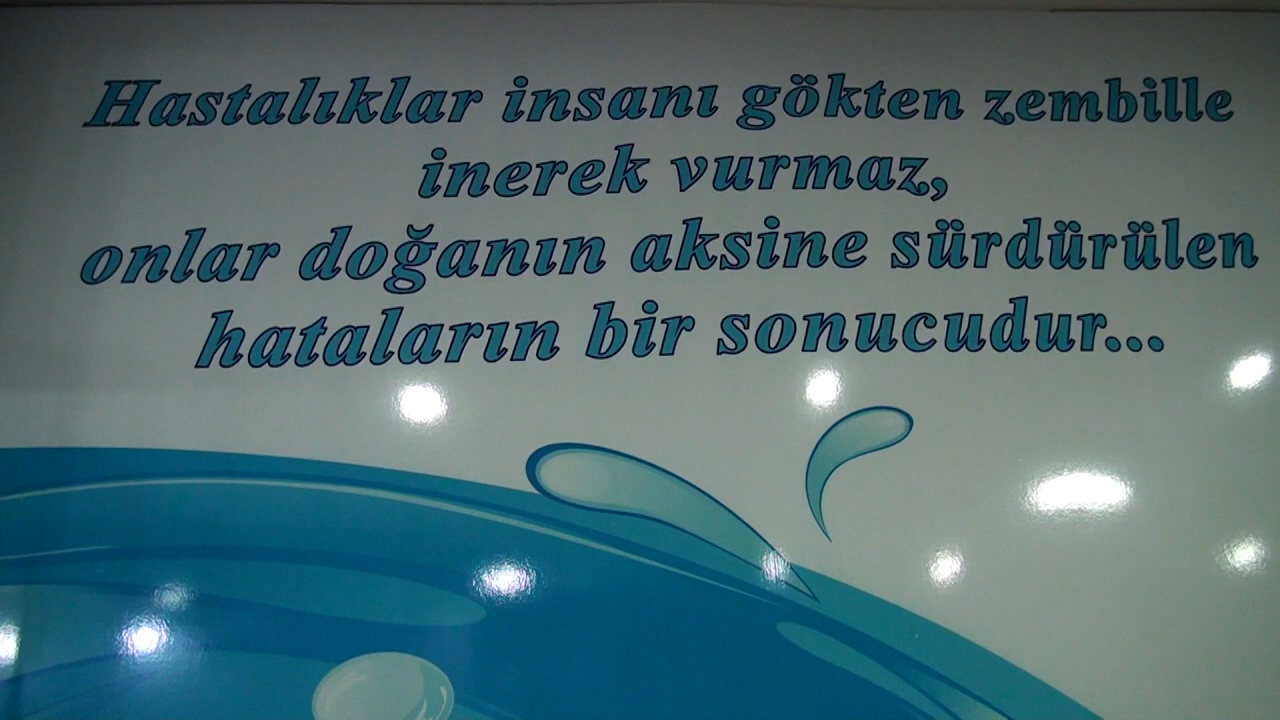 Hastalıklar insanı gökten zembille
inerek vurmaz,
onlar doğanın aksine sürdürülen
hataların bir sonucudur...